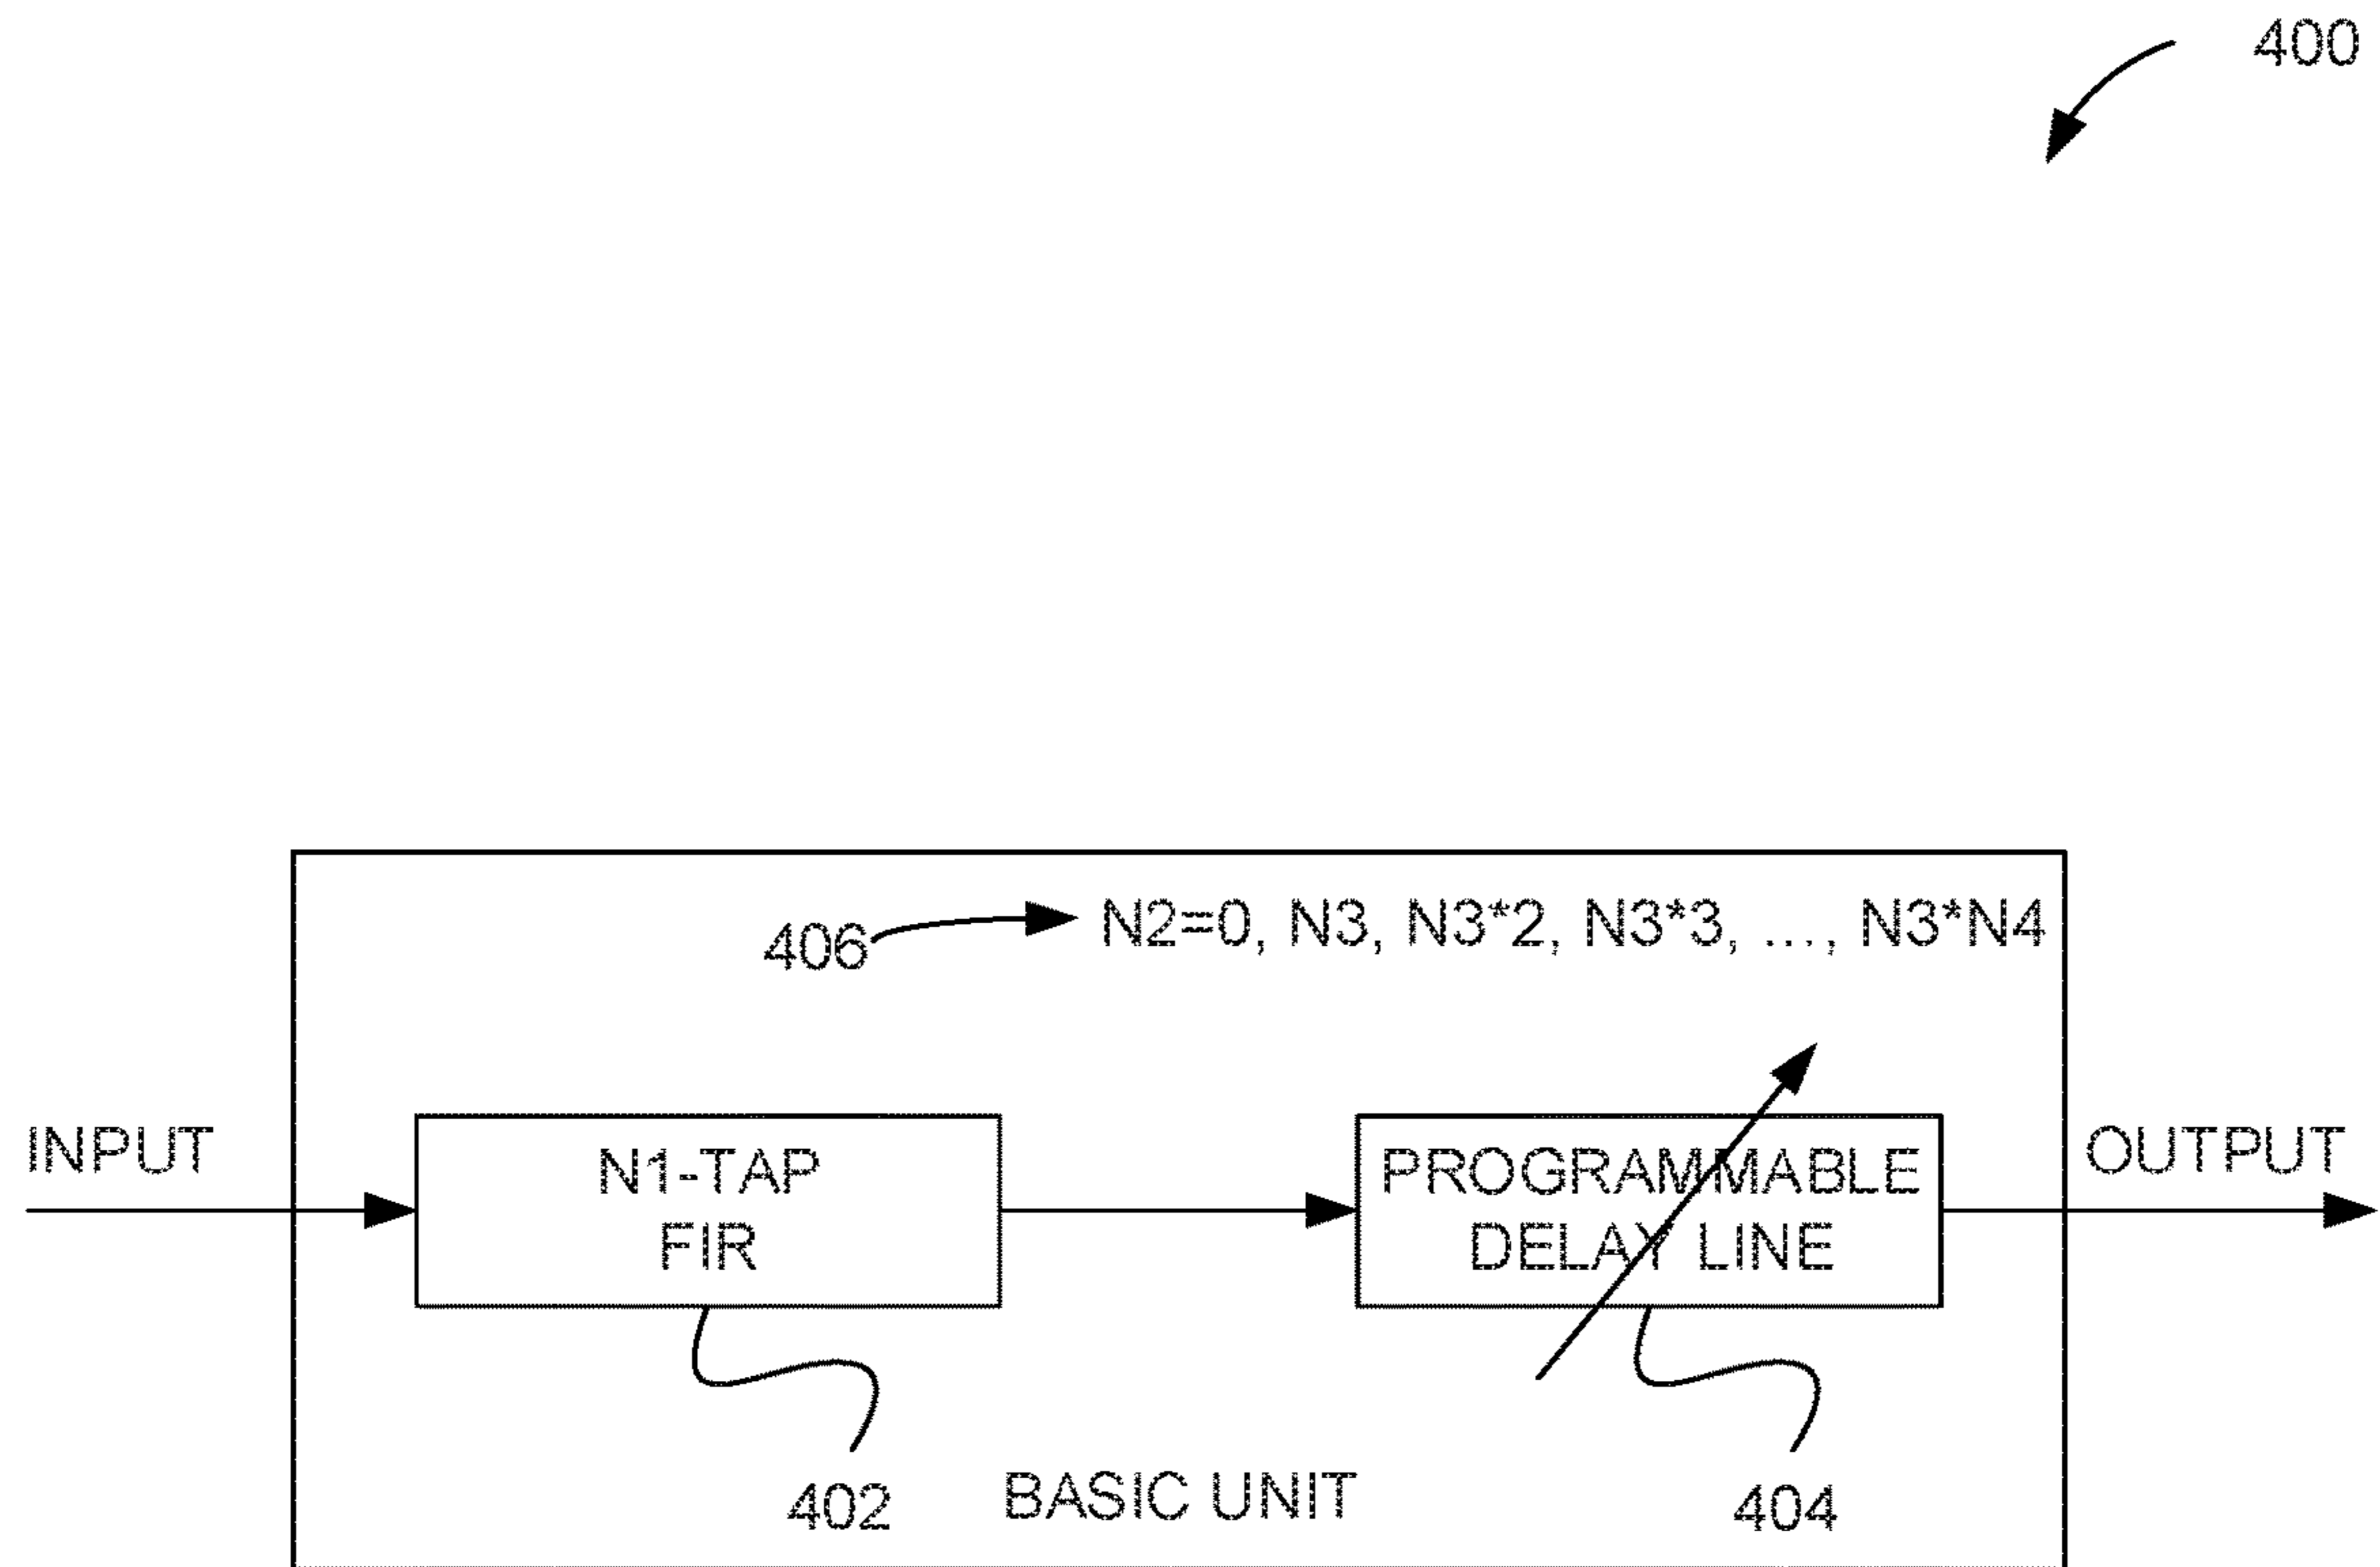 400
406
N2=0, N3, N3*2, N3*3, ..., N3*N4
INPUT
N1-TAP
FIR
PROGRAMMABLE
DELAY LINE
OUTPUT
402
BASIC UNIT
404